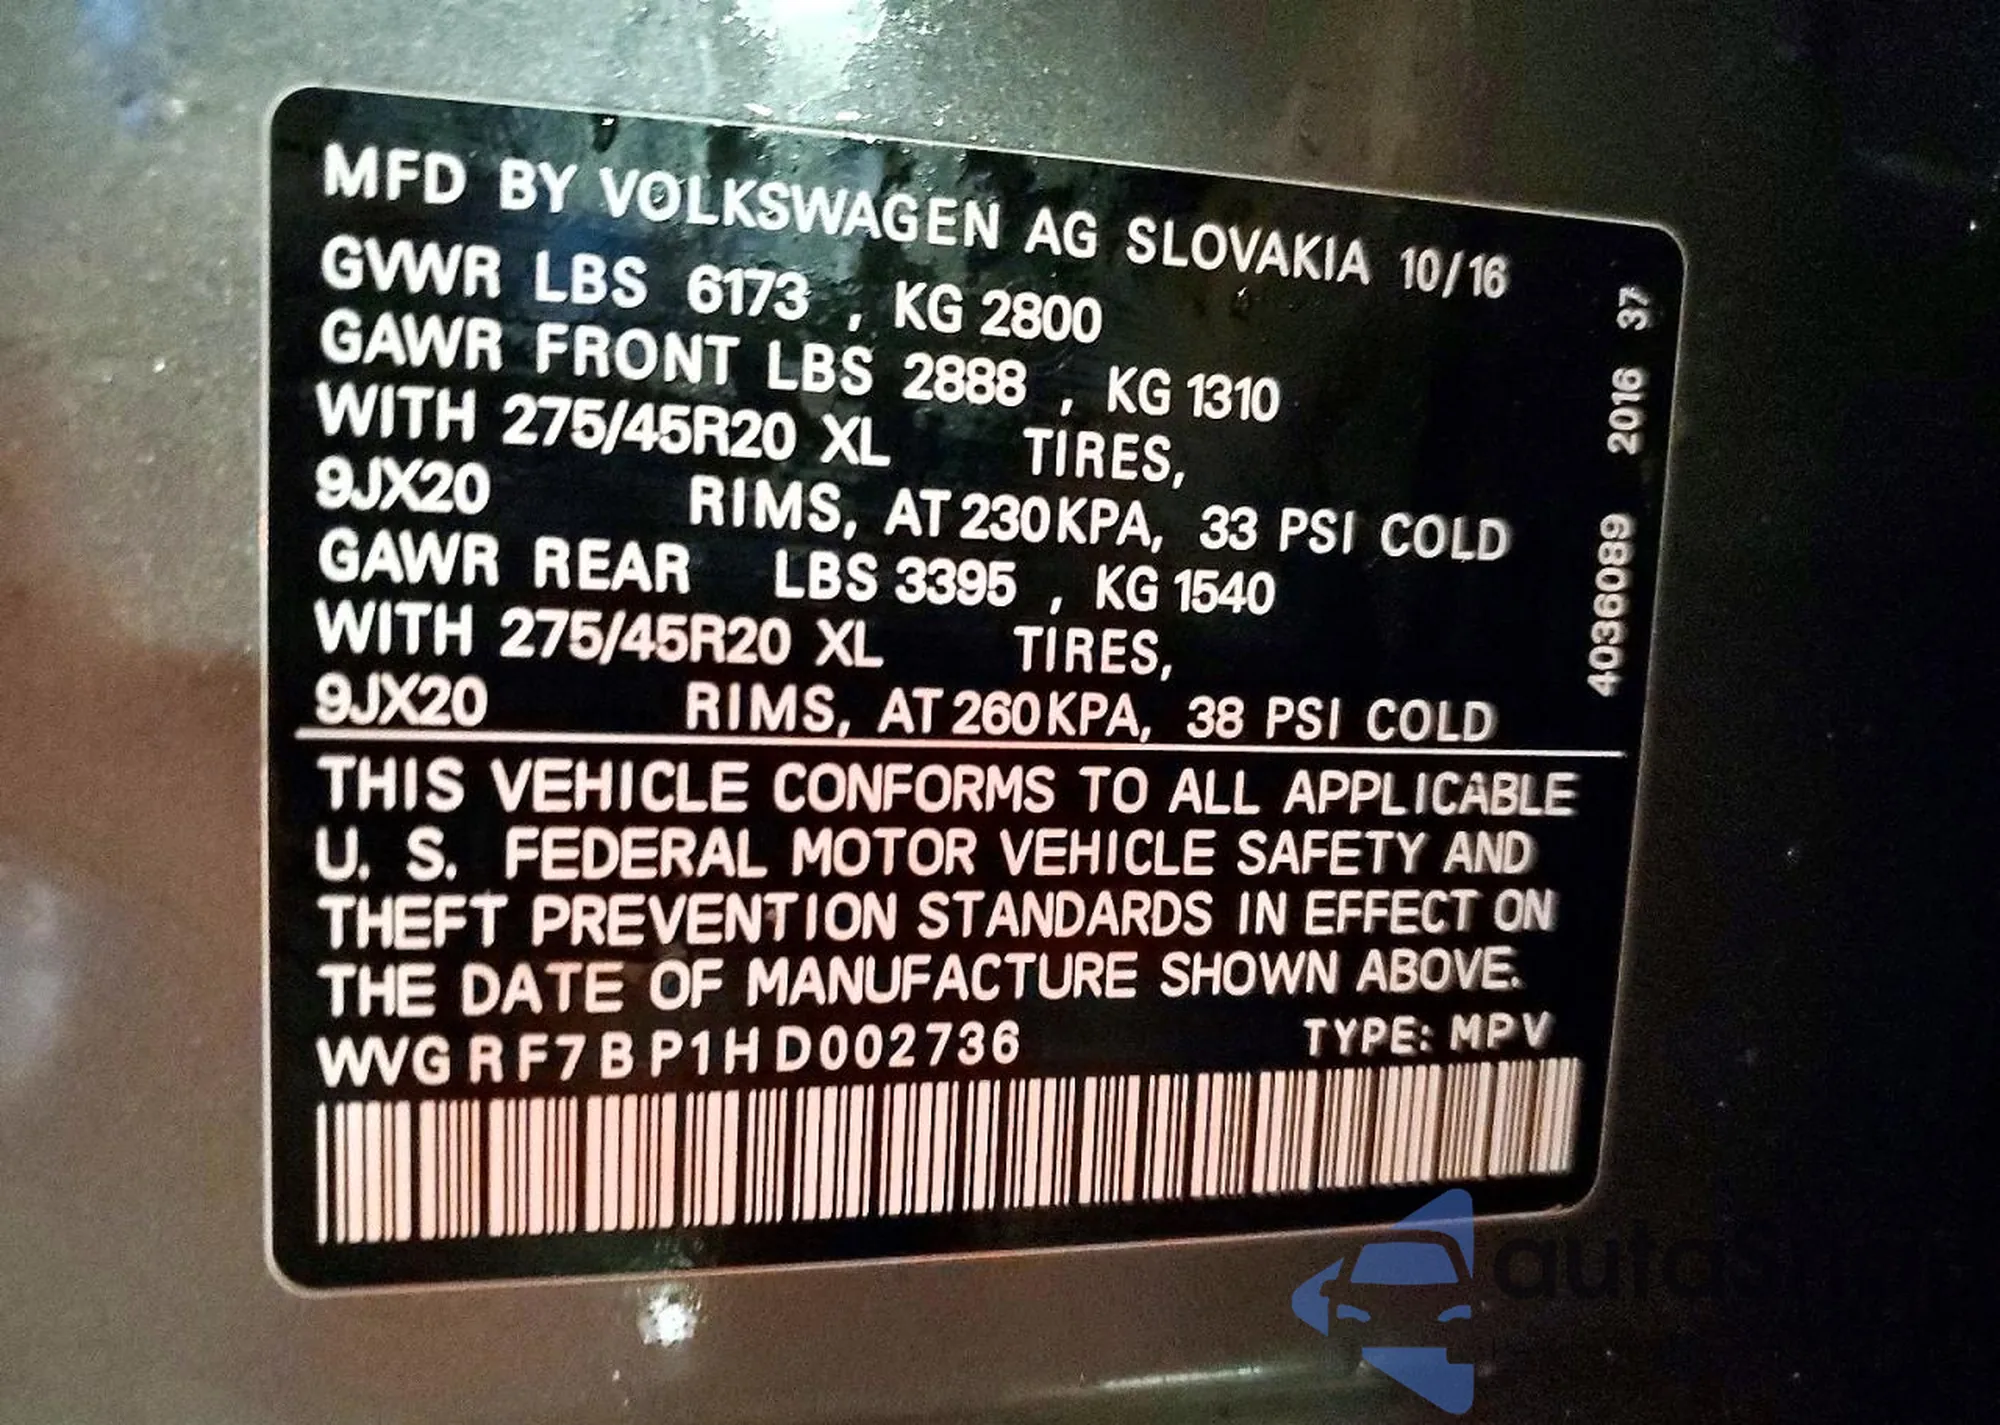 MFD BY VOLKSWAGEN AG SLOVAKIA 10/16
GVWR LBS 6173 , KG 2800
GAWR FRONT LBS 2888 , KG 1310
WITH 275/45R20 XL TIRES,
9JX20 RIMS, AT 230KPA, 33 PSI COLD
GAWR REAR LBS 3395 , KG 1540
WITH 275/45R20 XL TIRES,
9JX20 RIMS, AT 260KPA, 38 PSI COLD
THIS VEHICLE CONFORMS TO ALL APPLICABLE
U. S. FEDERAL MOTOR VEHICLE SAFETY AND
THEFT PREVENTION STANDARDS IN EFFECT ON
THE DATE OF MANUFACTURE SHOWN ABOVE.
WVGRF7BP1HD002736 TYPE: MPV
4036089 2016 37